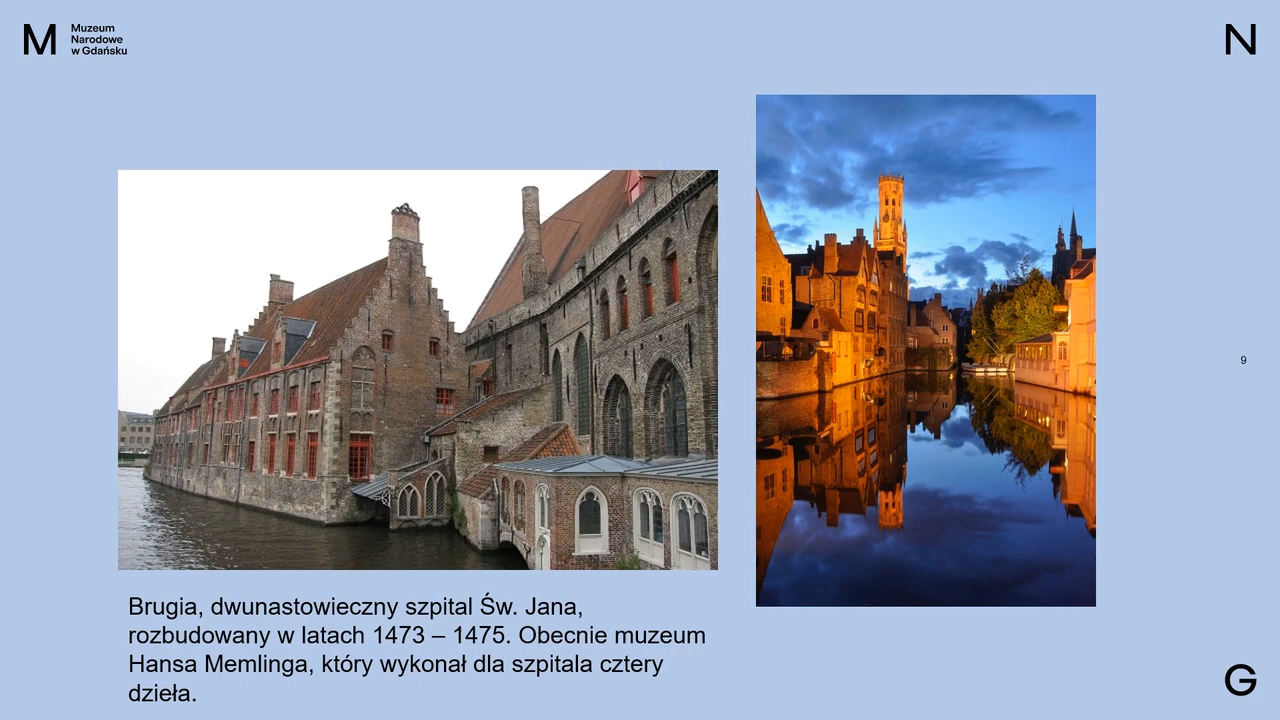 M
Muzeum
Narodowe
w Gdańsku
N
9
Brugia, dwunastowieczny szpital Św. Jana,
rozbudowany w latach 1473 – 1475. Obecnie muzeum
Hansa Memlinga, który wykonał dla szpitala cztery
dzieła.
G